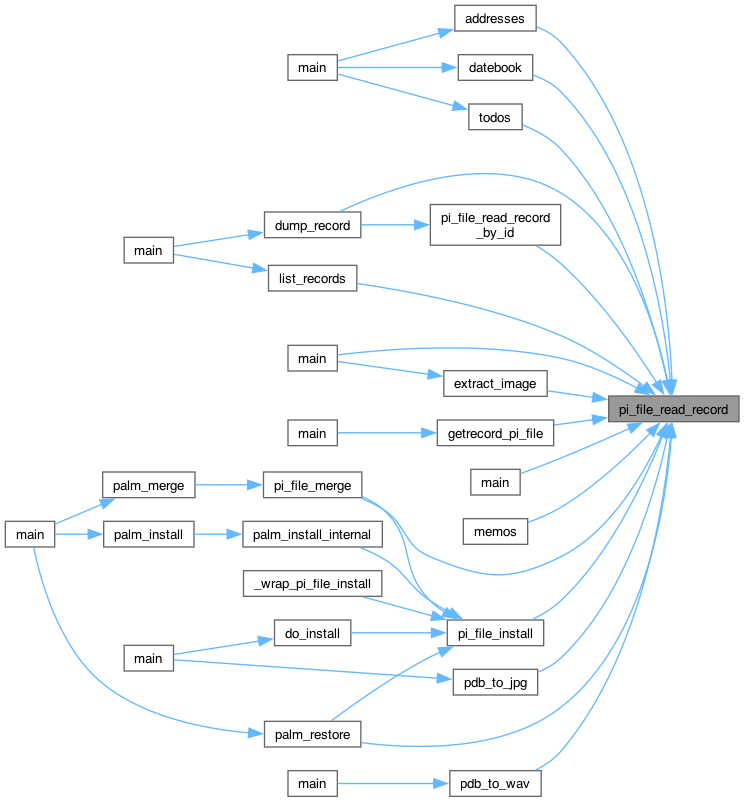 addresses
main
datebook
todos
pi_file_read_record
_by_id
dump_record
main
list_records
main
extract_image
pi_file_read_record
main
getrecord_pi_file
main
palm_merge
pi_file_merge
memos
main
palm_install
palm_install_internal
_wrap_pi_file_install
do_install
pi_file_install
main
pdb_to_jpg
palm_restore
main
pdb_to_wav